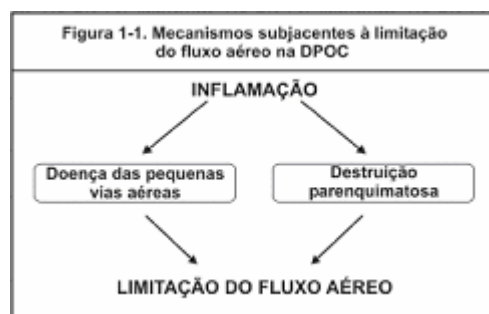 Figura 1-1. Mecanismos subjacentes à limitação
do fluxo aéreo na DPOC
INFLAMAÇÃO
Doença das pequenas
vias aéreas
Destruição
parenquimatosa
LIMITAÇÃO DO FLUXO AÉREO